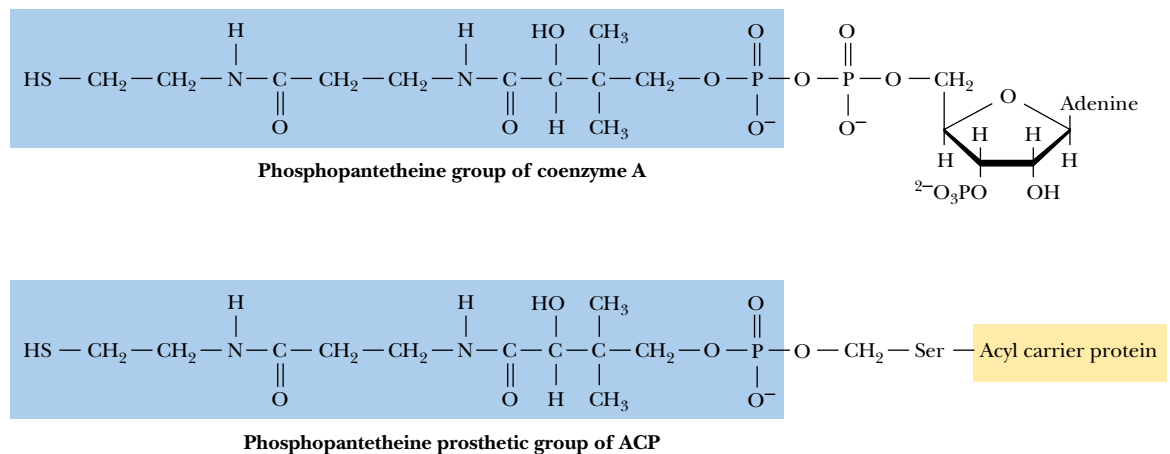 H H HO CH₃ O O
HS — CH₂ — CH₂ — N — C — CH₂ — CH₂ — N — C — C — C — CH₂ — O — P — O — P — O — CH₂
O Adenine
O O H CH₃ O⁻ O⁻
H H H H
²⁻O₃PO OH
Phosphopantetheine group of coenzyme A
H H HO CH₃ O
HS — CH₂ — CH₂ — N — C — CH₂ — CH₂ — N — C — C — C — CH₂ — O — P — O — CH₂ — Ser — Acyl carrier protein
O O H CH₃ O⁻
Phosphopantetheine prosthetic group of ACP